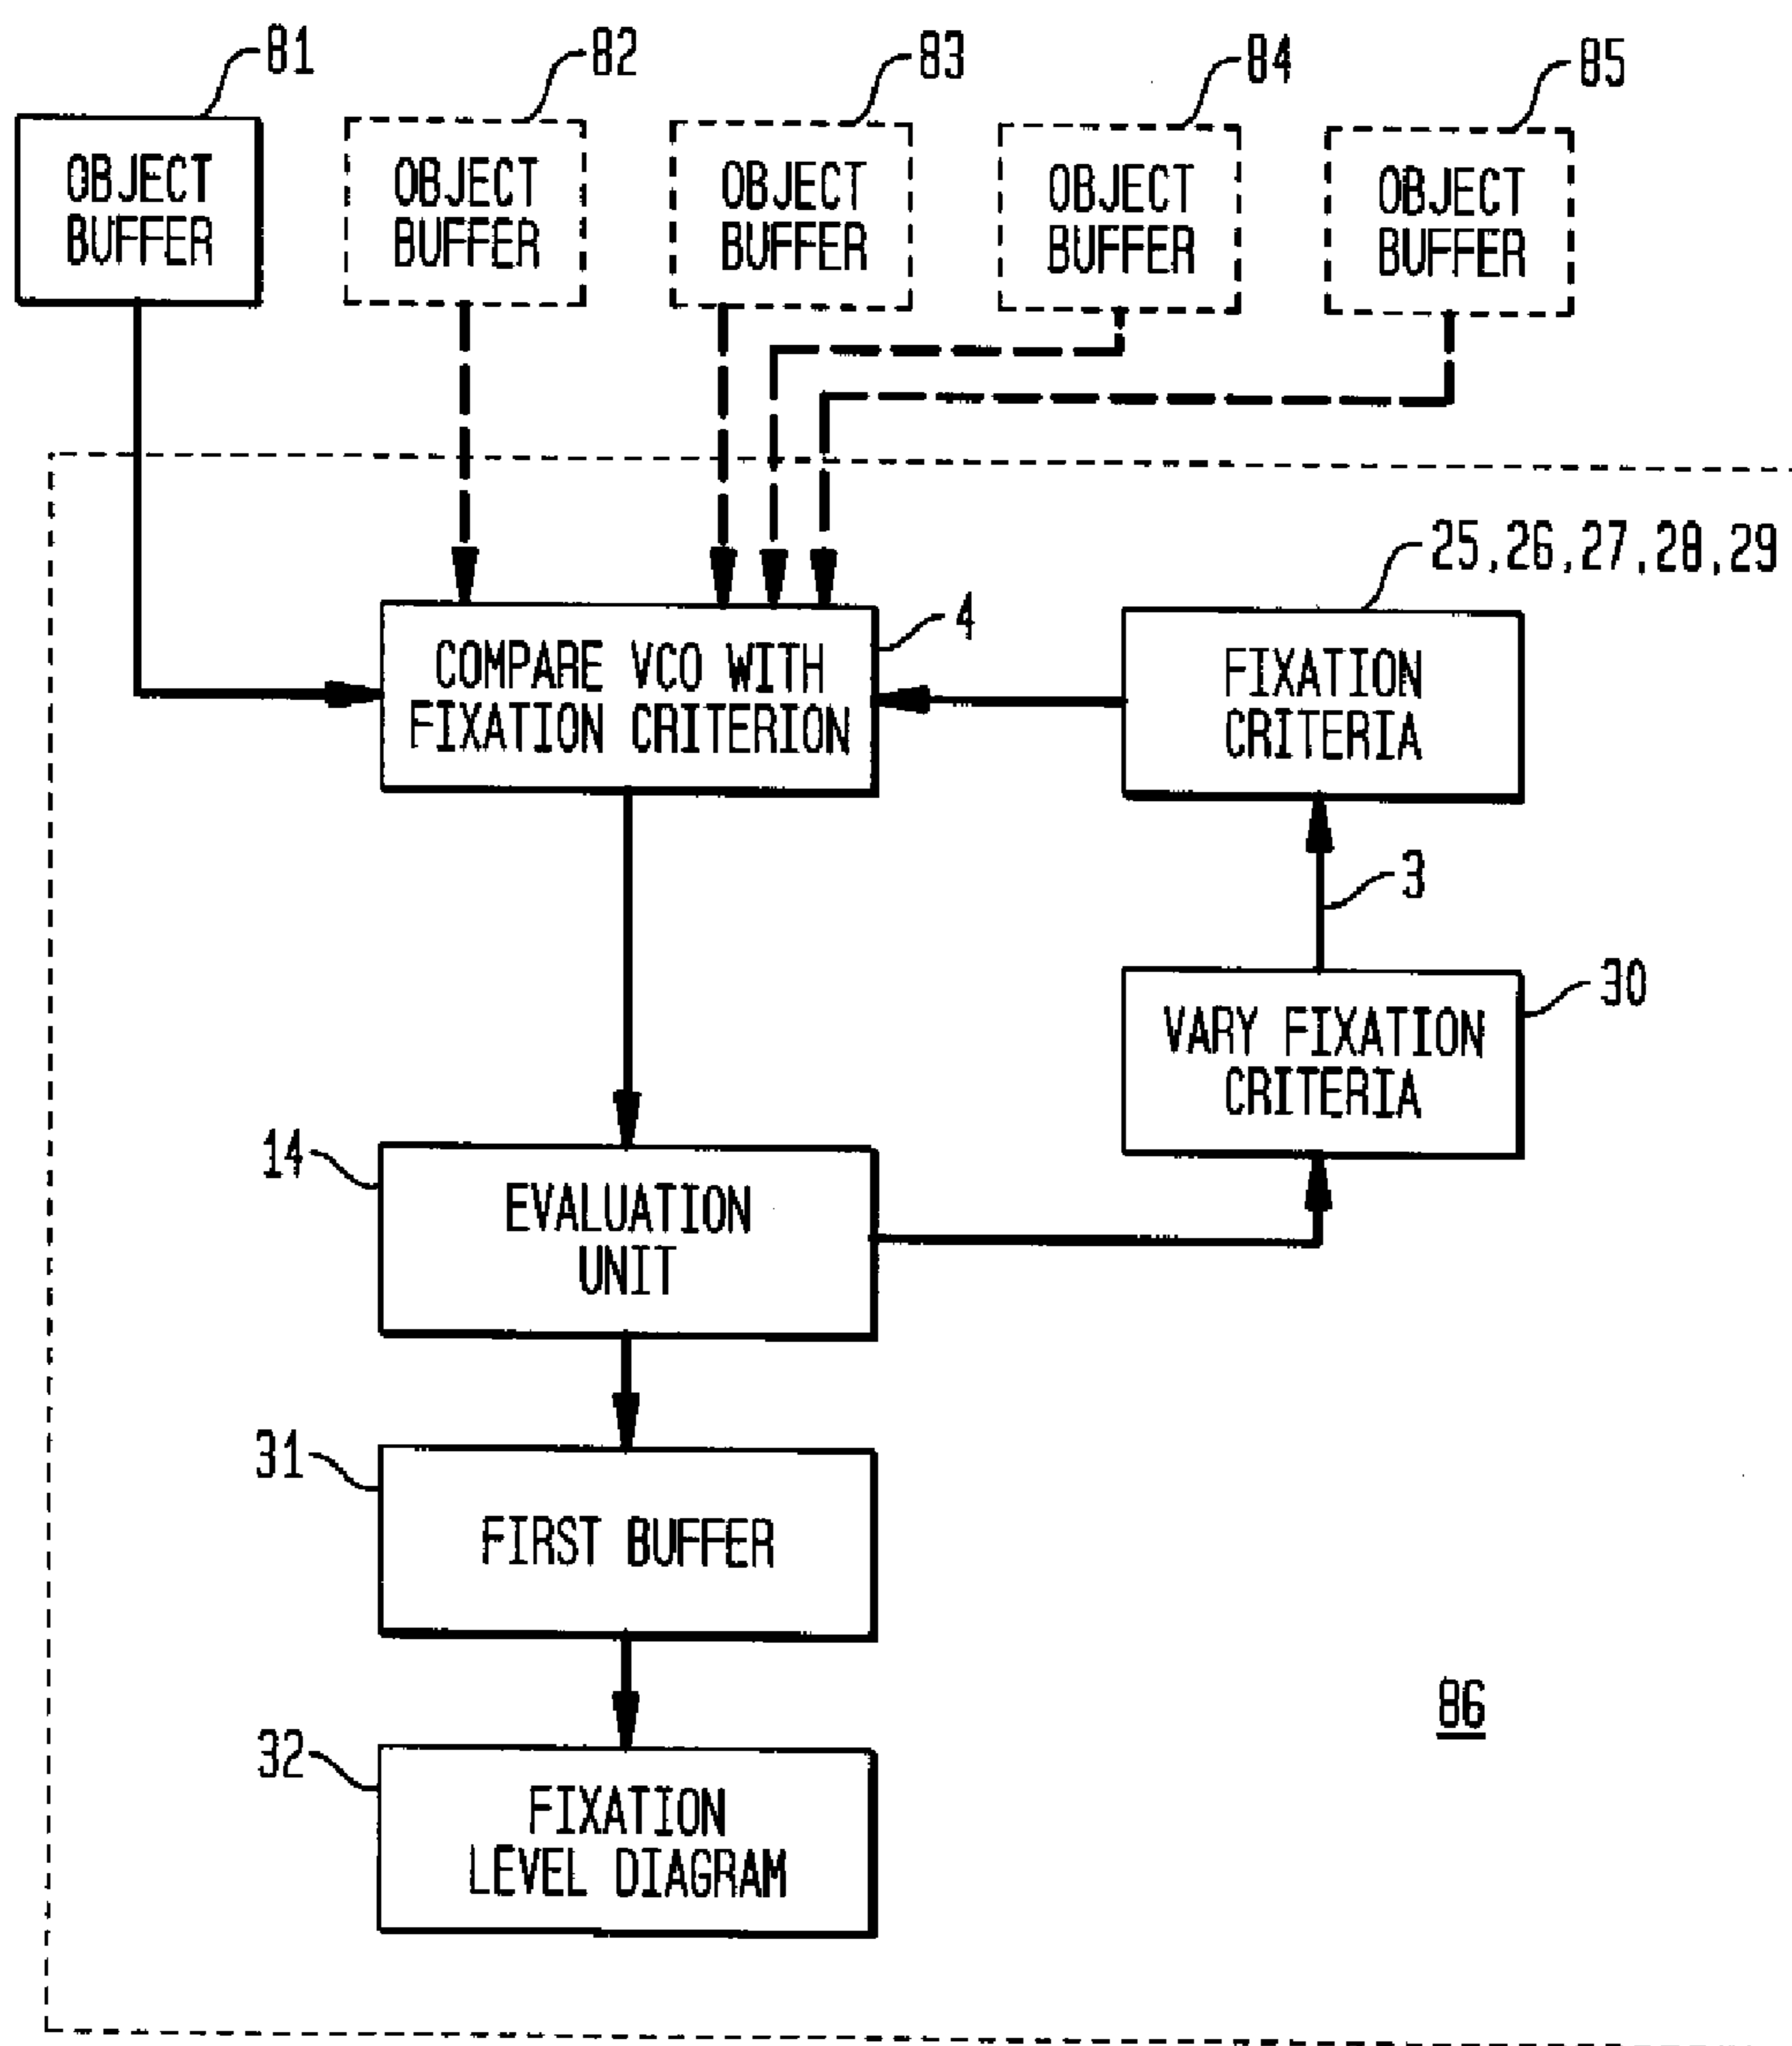 81
82
83
84
85
OBJECT
BUFFER
OBJECT
BUFFER
OBJECT
BUFFER
OBJECT
BUFFER
OBJECT
BUFFER
25,26,27,28,29
4
COMPARE VCO WITH
FIXATION CRITERION
FIXATION
CRITERIA
3
30
VARY FIXATION
CRITERIA
14
EVALUATION
UNIT
31
FIRST BUFFER
86
32
FIXATION
LEVEL DIAGRAM